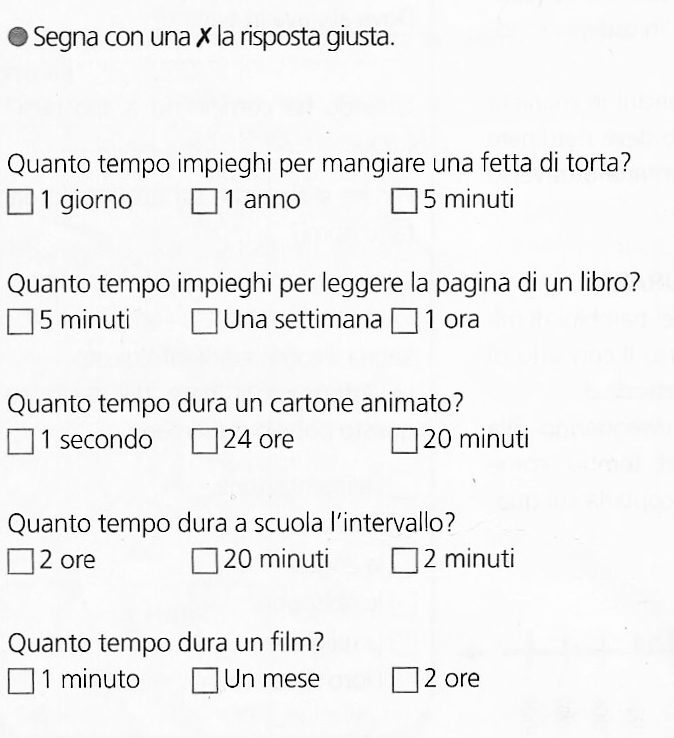 Segna con una ✗ la risposta giusta.
Quanto tempo impieghi per mangiare una fetta di torta?
1 giorno 1 anno 5 minuti
Quanto tempo impieghi per leggere la pagina di un libro?
5 minuti Una settimana 1 ora
Quanto tempo dura un cartone animato?
1 secondo 24 ore 20 minuti
Quanto tempo dura a scuola l'intervallo?
2 ore 20 minuti 2 minuti
Quanto tempo dura un film?
1 minuto Un mese 2 ore